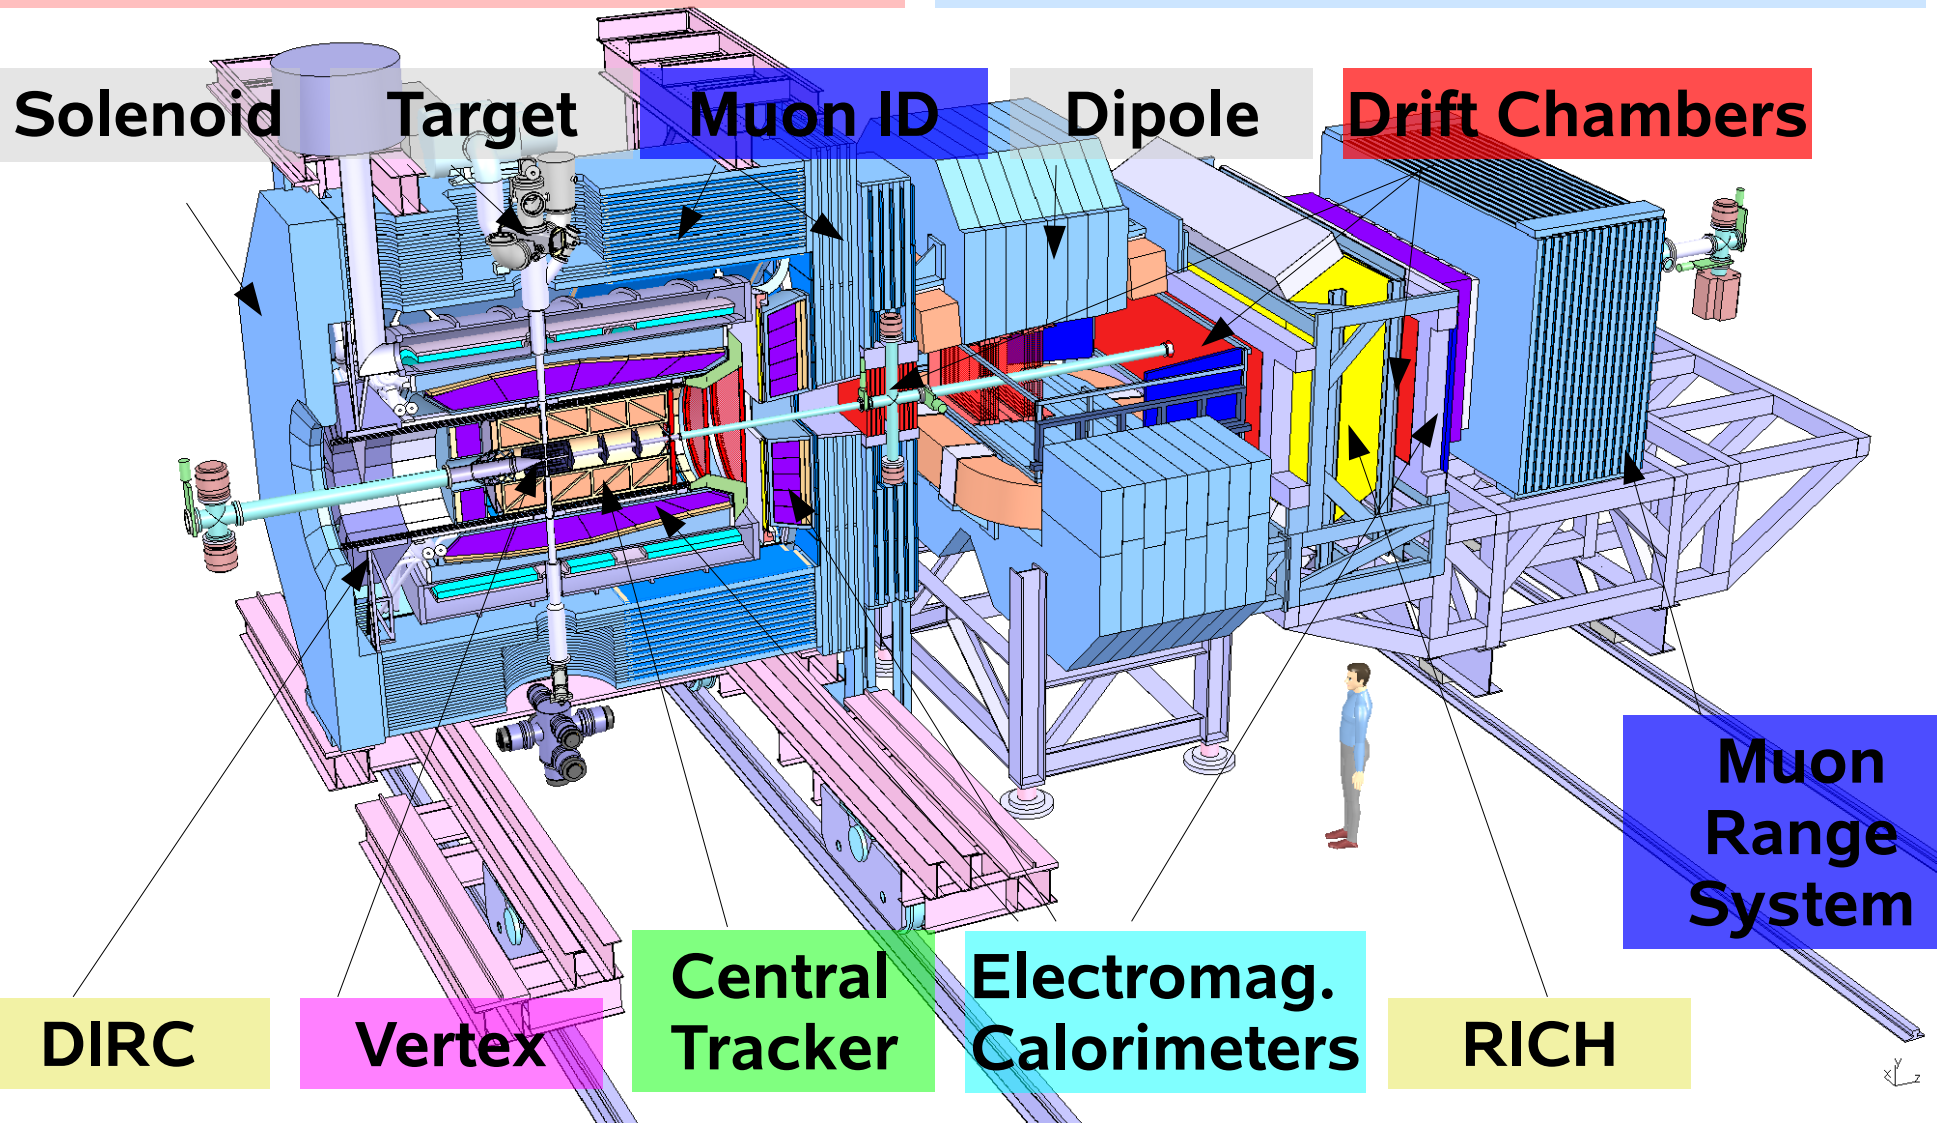 Solenoid
Target
Muon ID
Dipole
Drift Chambers
Muon
Range
System
DIRC
Vertex
Central
Tracker
Electromag.
Calorimeters
RICH
y
x
z